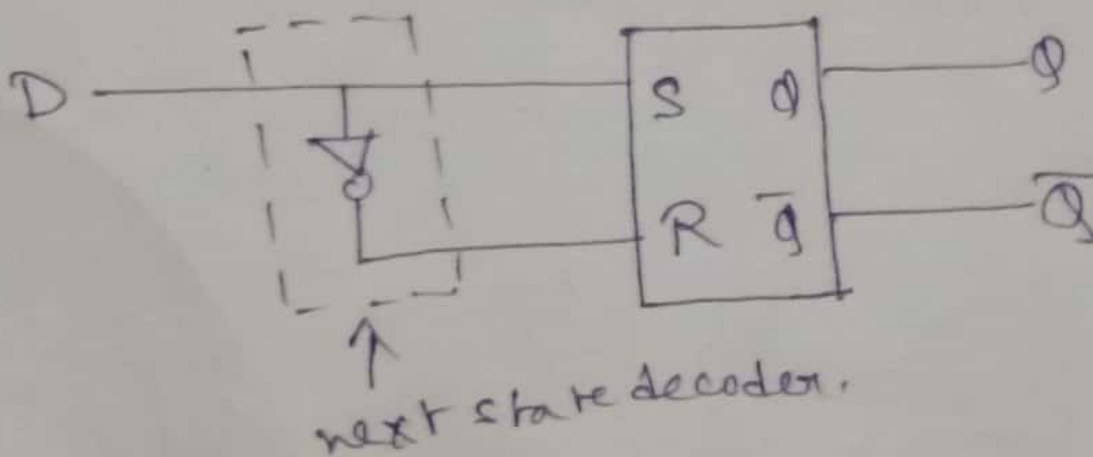 D
S Q
Q
R Q̅
Q̅
next state decoder.